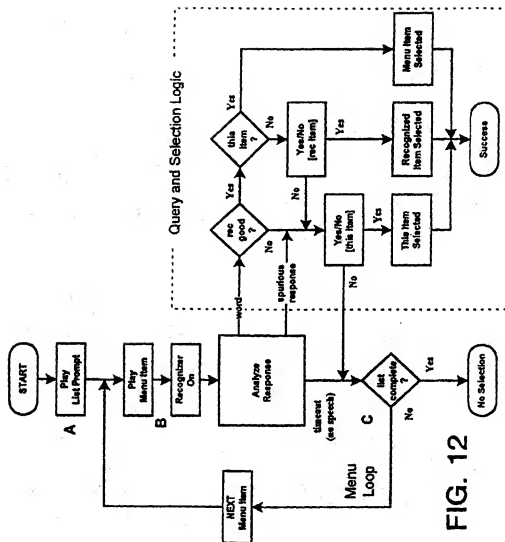 START
Play
List Prompt
A
Play
Menu Item
B
Recognizer
On
Analyze
Response
word
spurious
response
timeout
(no speech)
C
list
complete
?
No
Yes
No Selection
Menu
Loop
NEXT
Menu Item
Query and Selection Logic
rec
good
?
Yes
No
this
item
?
Yes
No
Yes/No
[rec item]
No
Yes
Yes/No
[this item]
No
Yes
This Item
Selected
Recognized
Item Selected
Menu Item
Selected
Success
FIG. 12